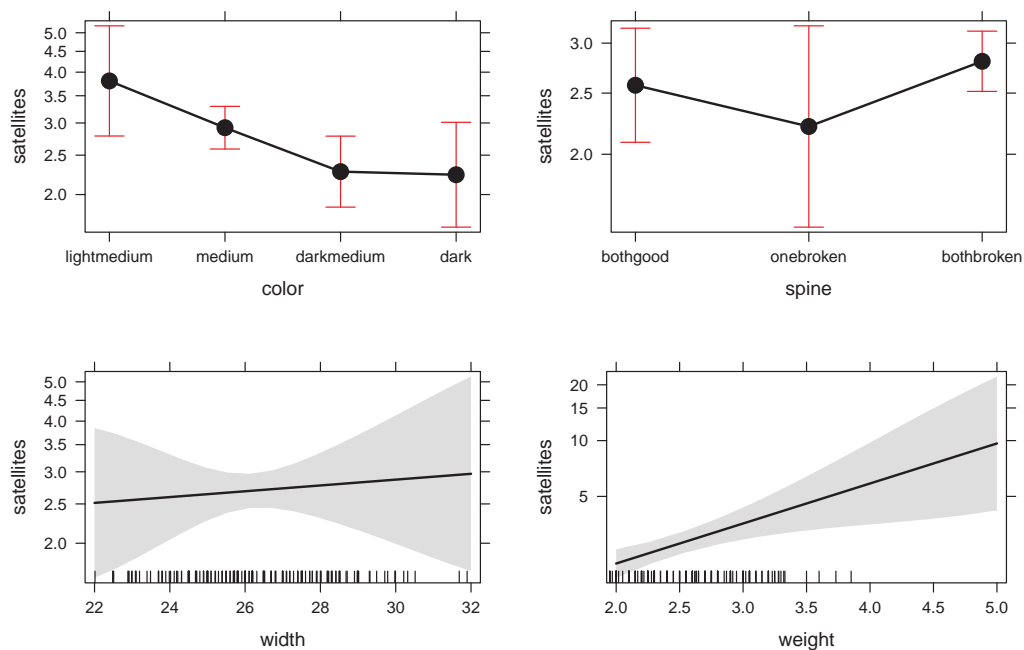 satellites
5.0
4.5
4.0
3.5
3.0
2.5
2.0
lightmedium medium darkmedium dark
color
satellites
3.0
2.5
2.0
bothgood onebroken bothbroken
spine
satellites
5.0
4.5
4.0
3.5
3.0
2.5
2.0
22 24 26 28 30 32
width
satellites
20
15
10
5
2.0 2.5 3.0 3.5 4.0 4.5 5.0
weight